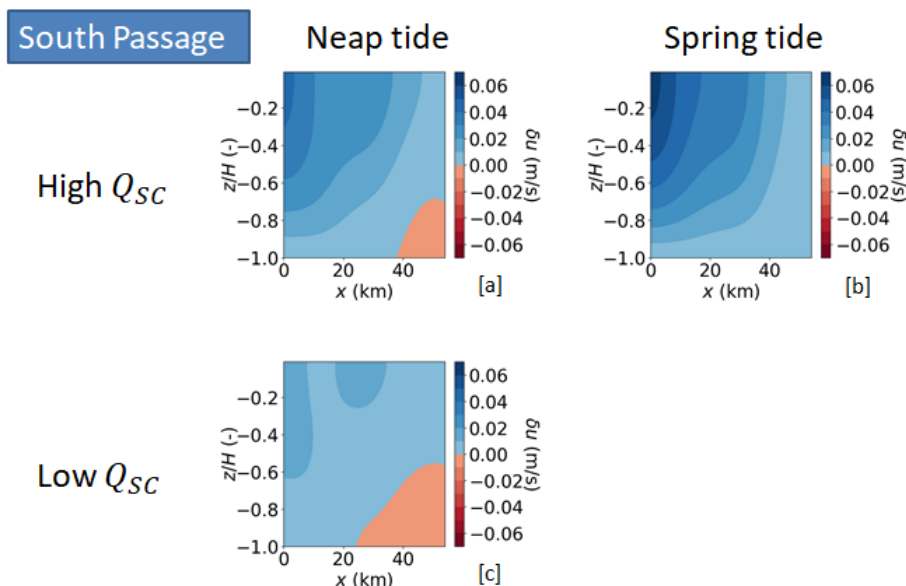 South Passage
Neap tide
Spring tide
High Q_SC
z/H (-)
−0.2
−0.4
−0.6
−0.8
−1.0
0 20 40
x (km)
0.06
0.04
0.02
0.00
−0.02
−0.04
−0.06
δu (m/s)
[a]
z/H (-)
−0.2
−0.4
−0.6
−0.8
−1.0
0 20 40
x (km)
0.06
0.04
0.02
0.00
−0.02
−0.04
−0.06
δu (m/s)
[b]
Low Q_SC
z/H (-)
−0.2
−0.4
−0.6
−0.8
−1.0
0 20 40
x (km)
0.06
0.04
0.02
0.00
−0.02
−0.04
−0.06
δu (m/s)
[c]